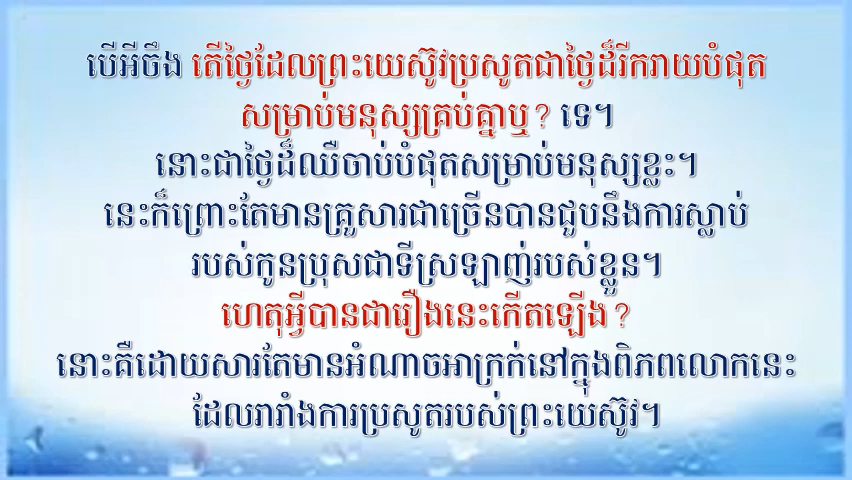 បើអីចឹង តើថ្ងៃដែលព្រះយេស៊ូវប្រសូតជាថ្ងៃដ៏រីករាយបំផុត
សម្រាប់មនុស្សគ្រប់គ្នាឬ? ទេ។
នោះជាថ្ងៃដ៏ឈឺចាប់បំផុតសម្រាប់មនុស្សខ្លះ។
នេះក៏ព្រោះតែមានគ្រួសារជាច្រើនបានជួបនឹងការស្លាប់
របស់កូនប្រុសជាទីស្រឡាញ់របស់ខ្លួន។
ហេតុអ្វីបានជារឿងនេះកើតឡើង?
នោះគឺដោយសារតែមានអំណាចអាក្រក់នៅក្នុងពិភពលោកនេះ
ដែលរារាំងការប្រសូតរបស់ព្រះយេស៊ូវ។